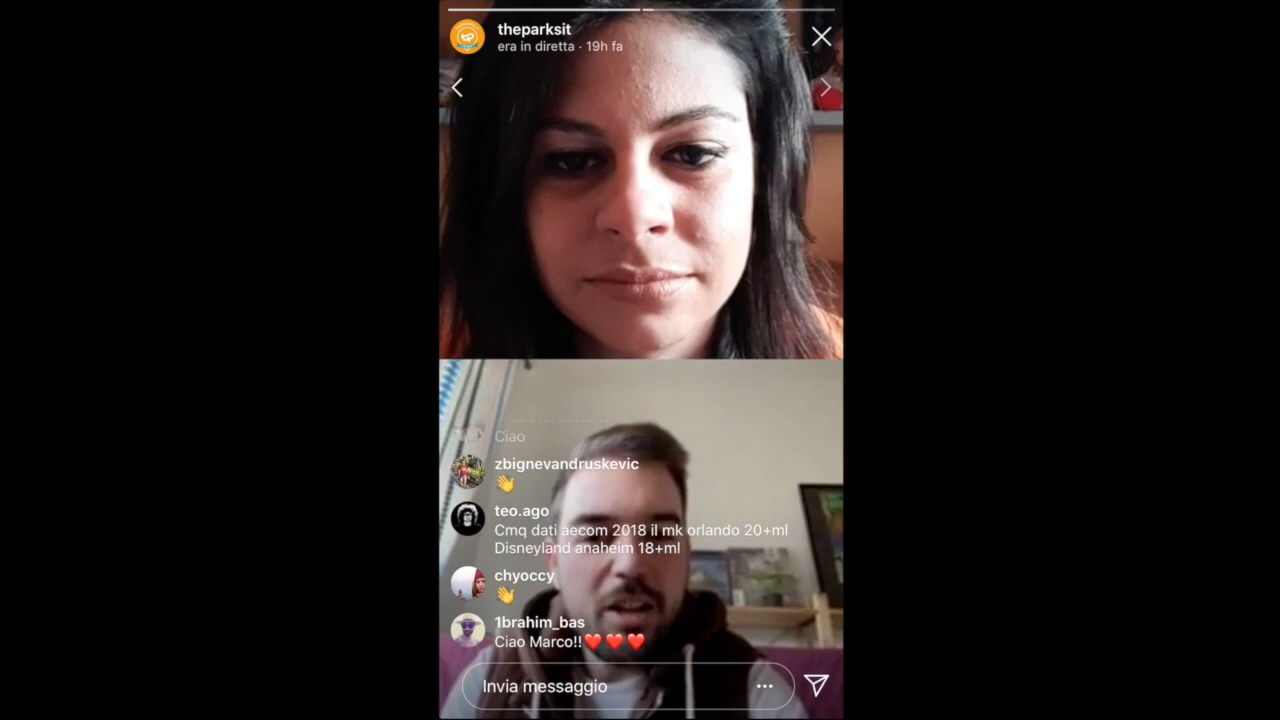 theparksit
era in diretta · 19h fa
Ciao
zbignevandruskevic
👋
teo.ago
Cmq dati aecom 2018 il mk orlando 20+ml
Disneyland anaheim 18+ml
chyoccy
👋
1brahim_bas
Ciao Marco!!❤️❤️❤️
Invia messaggio